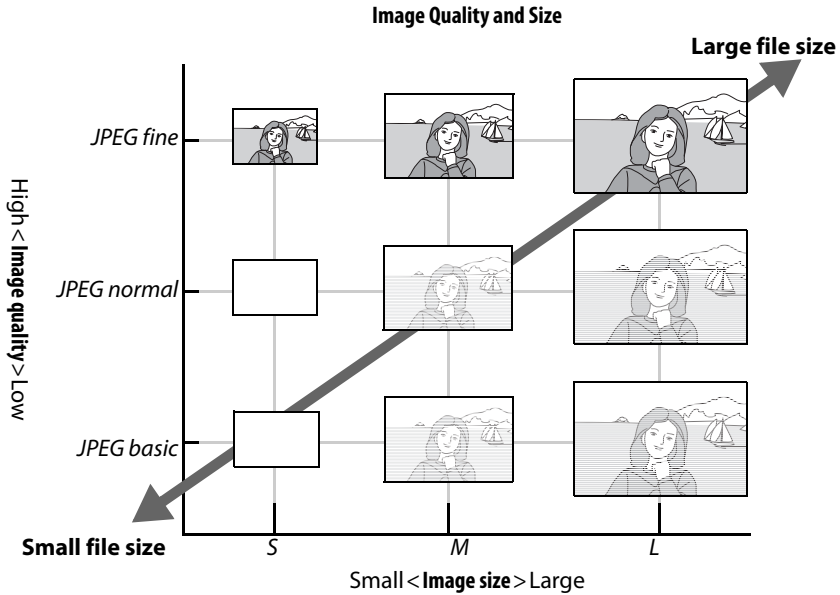 Image Quality and Size
Large file size
JPEG fine
High < Image quality > Low
JPEG normal
JPEG basic
Small file size
S
M
L
Small < Image size > Large